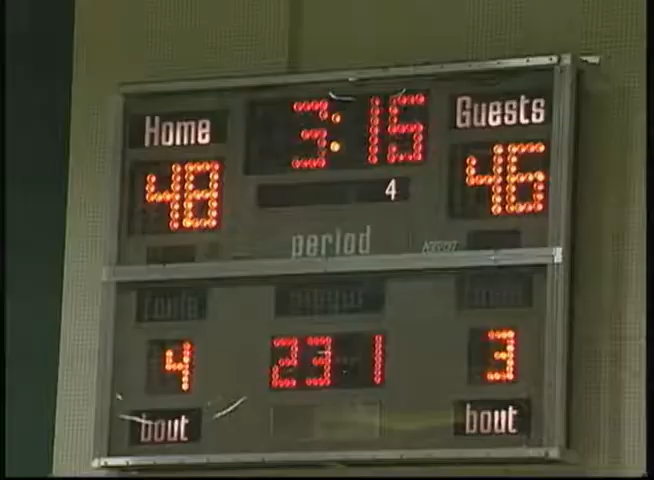 Home 3:15 Guests
48 4 46
period
4 23 1 3
bout bout